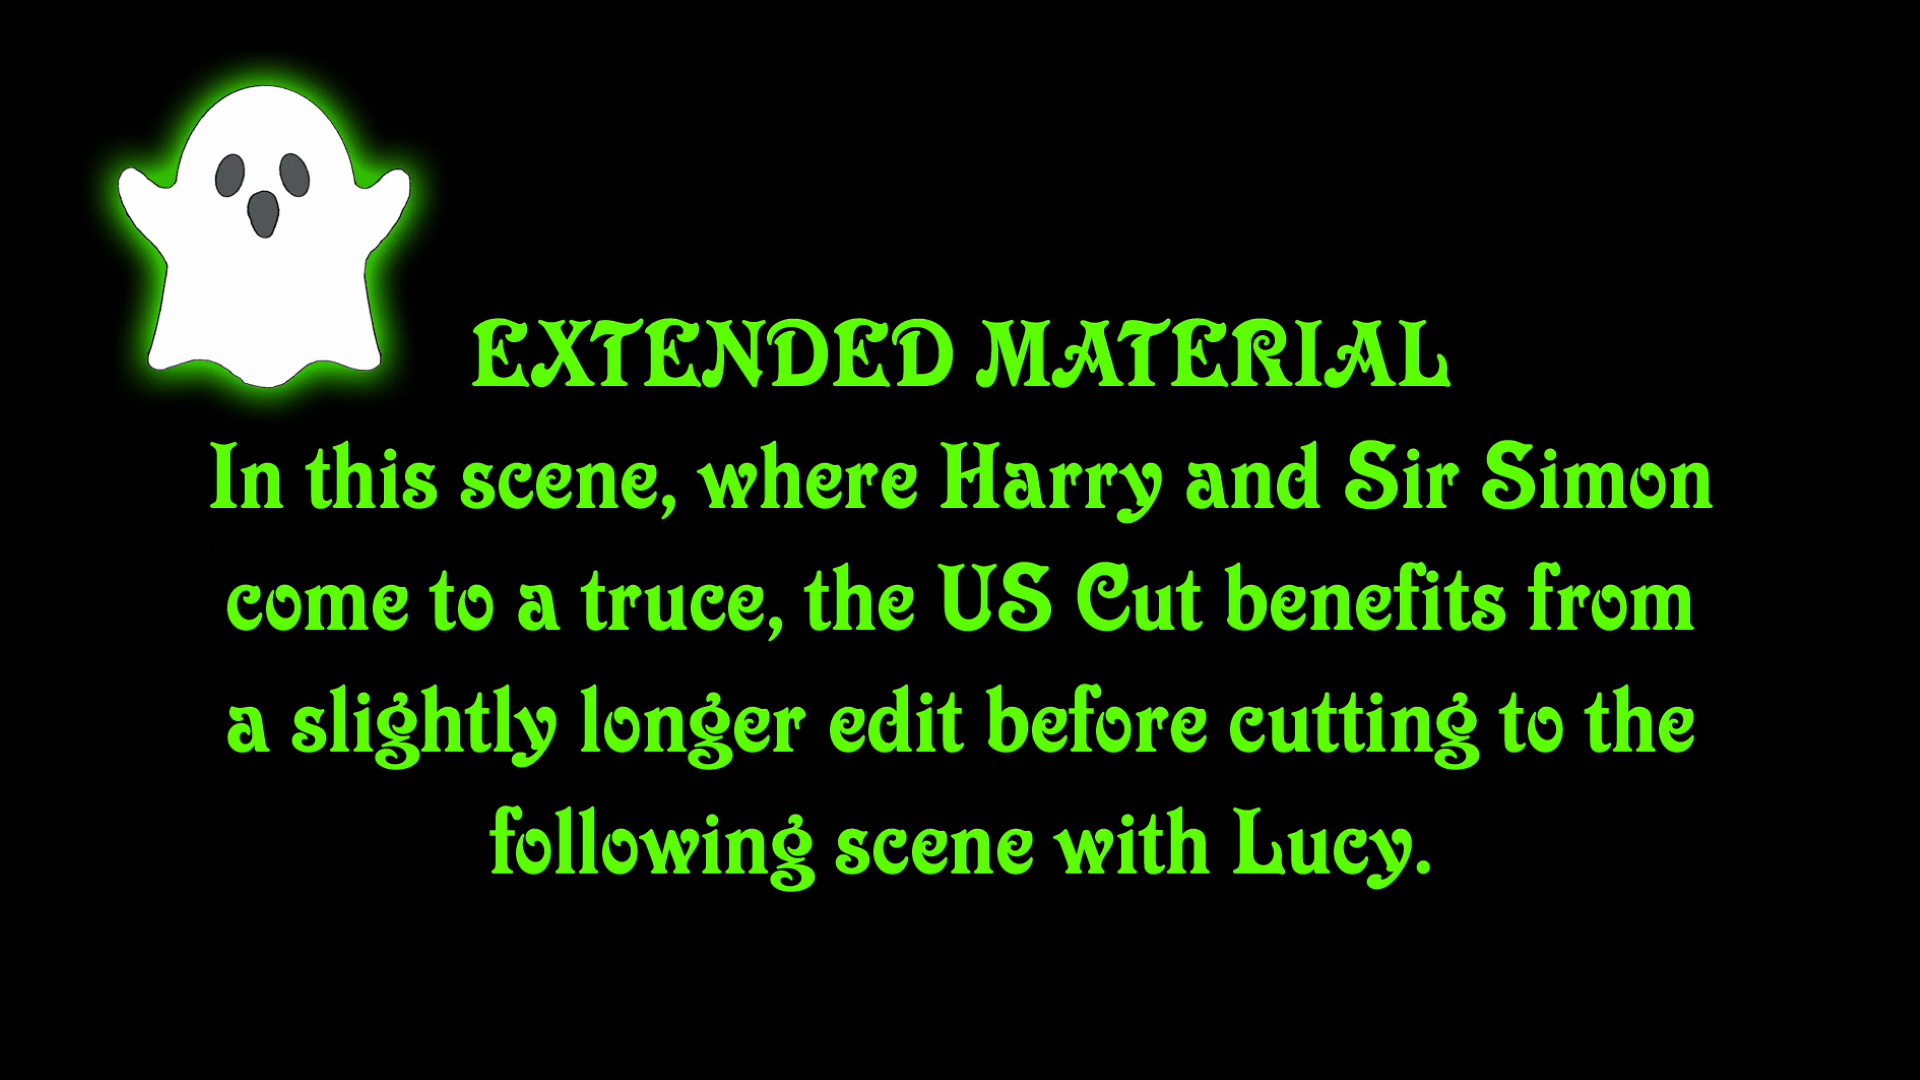 EXTENDED MATERIAL
In this scene, where Harry and Sir Simon
come to a truce, the US Cut benefits from
a slightly longer edit before cutting to the
following scene with Lucy.